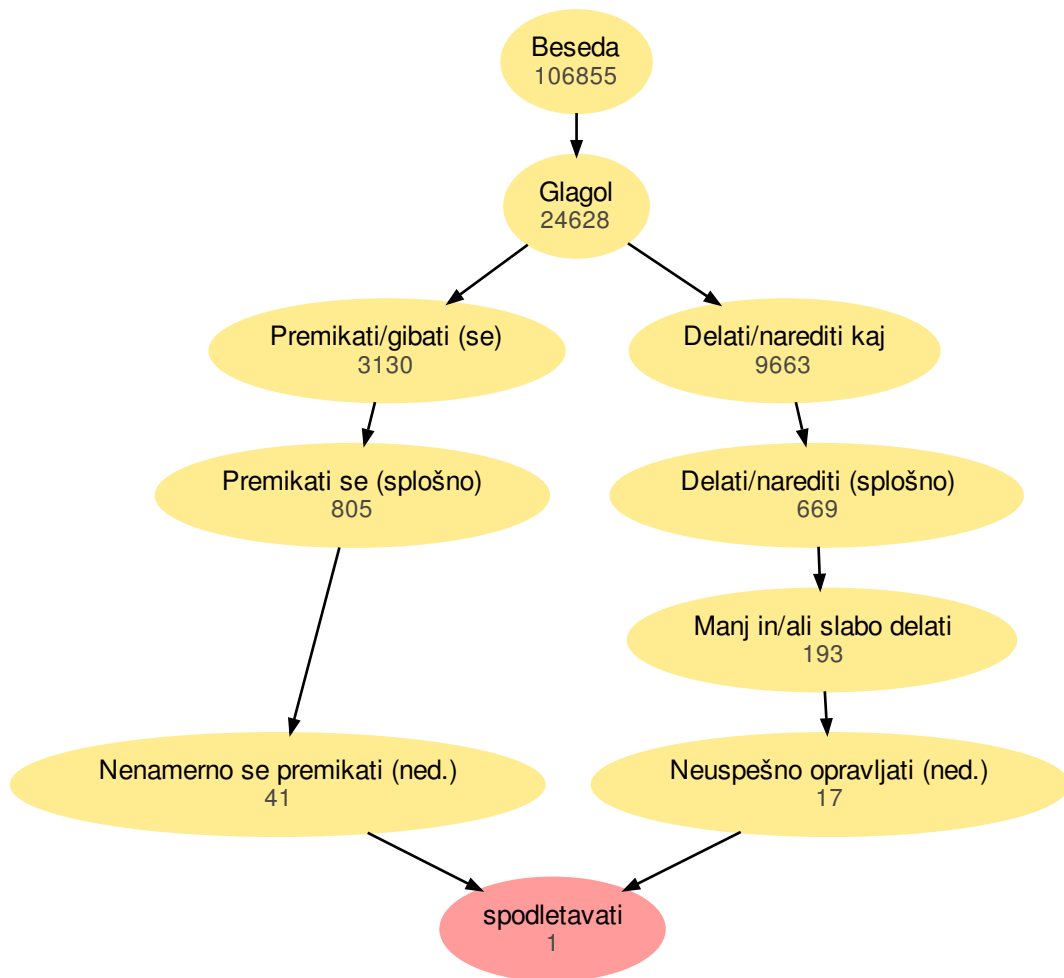 Beseda
106855
Glagol
24628
Premikati/gibati (se)
3130
Delati/narediti kaj
9663
Premikati se (splošno)
805
Delati/narediti (splošno)
669
Manj in/ali slabo delati
193
Nenamerno se premikati (ned.)
41
Neuspešno opravljati (ned.)
17
spodletavati
1